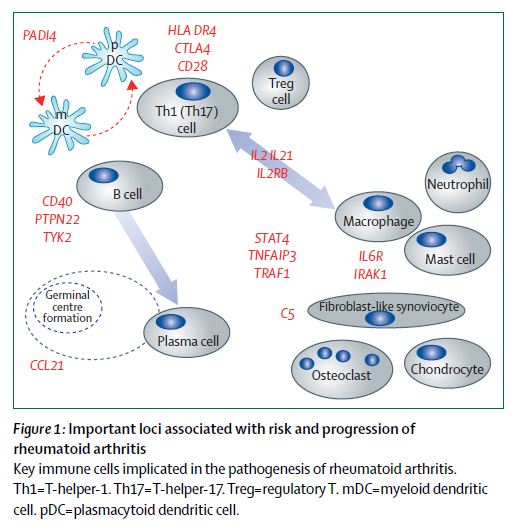 PADI4
p
DC
m
DC
HLA DR4
CTLA4
CD28
Th1 (Th17)
cell
Treg
cell
IL2 IL21
IL2RB
B cell
CD40
PTPN22
TYK2
Neutrophil
Macrophage
Mast cell
STAT4
TNFAIP3
TRAF1
IL6R
IRAK1
C5
Fibroblast-like synoviocyte
Germinal
centre
formation
Plasma cell
CCL21
Osteoclast
Chondrocyte
Figure 1: Important loci associated with risk and progression of
rheumatoid arthritis
Key immune cells implicated in the pathogenesis of rheumatoid arthritis.
Th1=T-helper-1. Th17=T-helper-17. Treg=regulatory T. mDC=myeloid dendritic
cell. pDC=plasmacytoid dendritic cell.